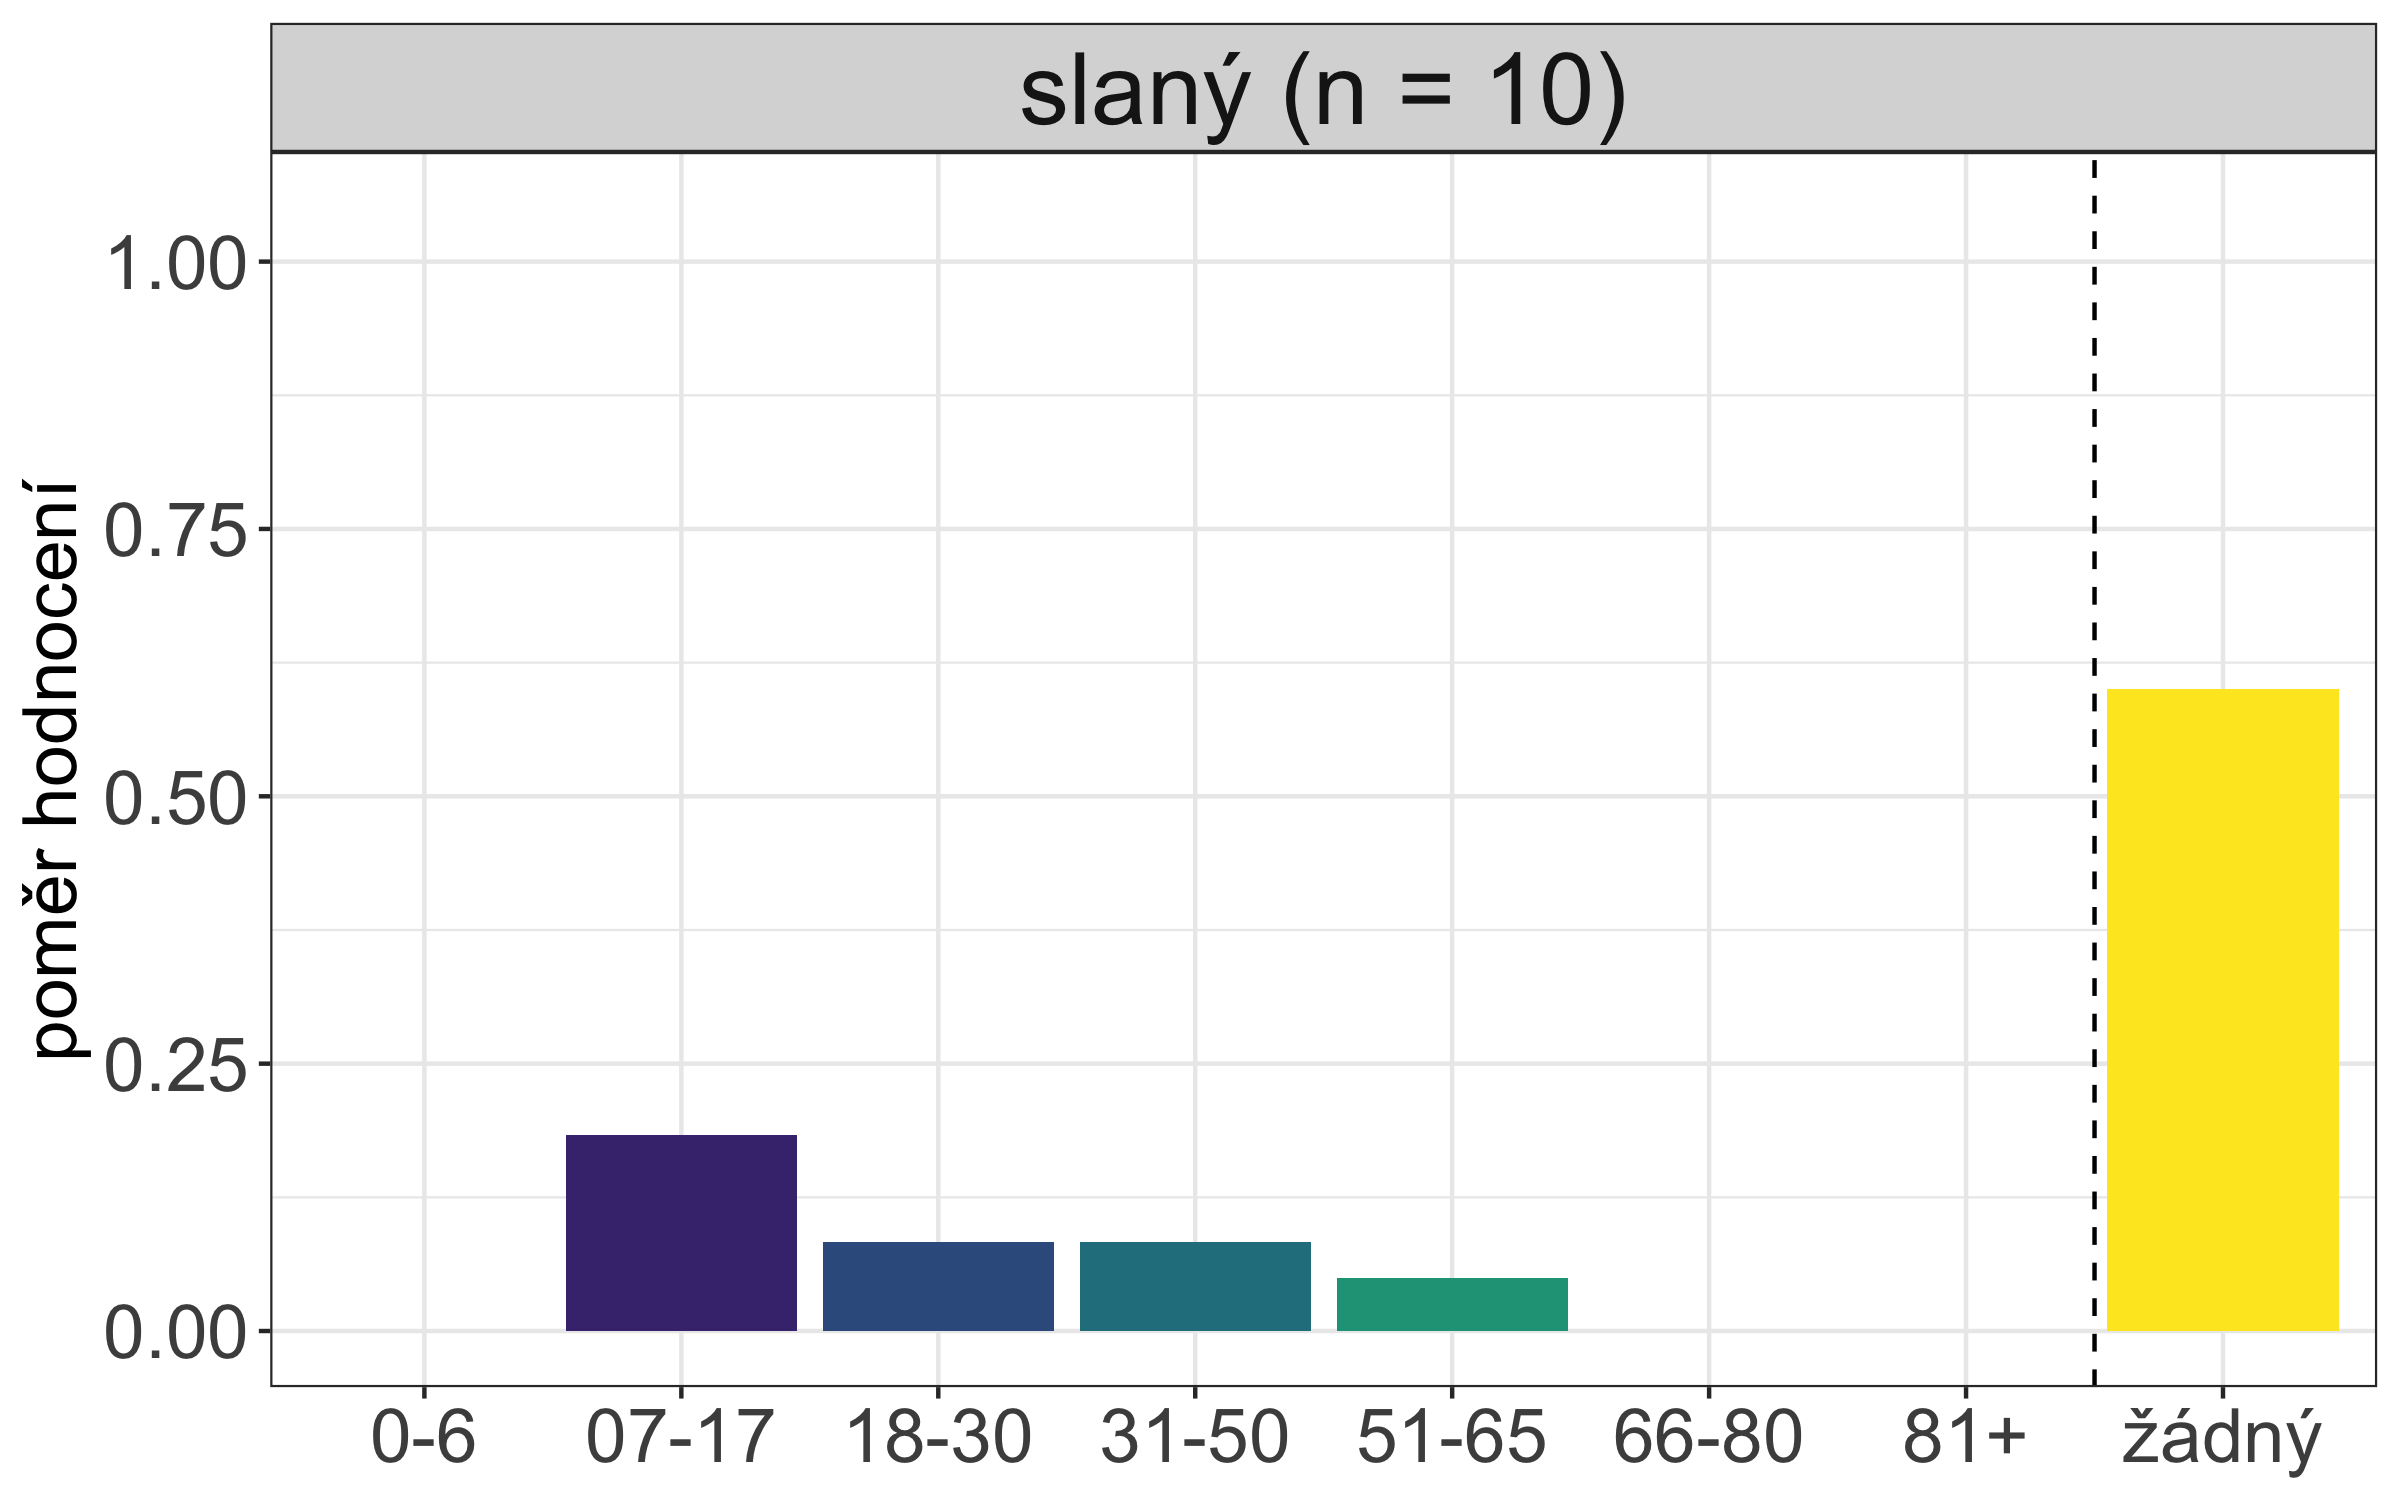 slaný (n = 10)
poměr hodnocení
1.00
0.75
0.50
0.25
0.00
0-6 07-17 18-30 31-50 51-65 66-80 81+ žádný